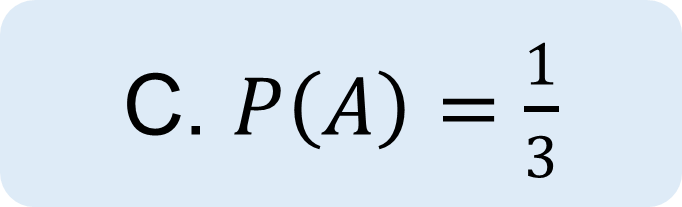 C. P(A) = 1/3